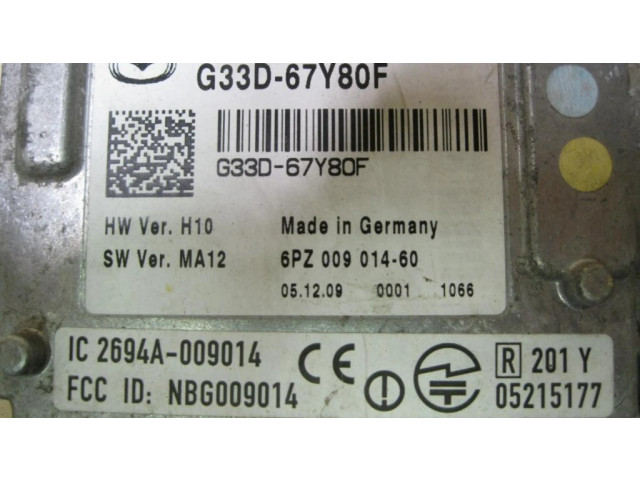 G33D-67Y80F
G33D-67Y80F
HW Ver. H10 Made in Germany
SW Ver. MA12 6PZ 009 014-60
05.12.09 0001 1066
IC 2694A-009014
FCC ID: NBG009014
CE
R 201 Y
05215177